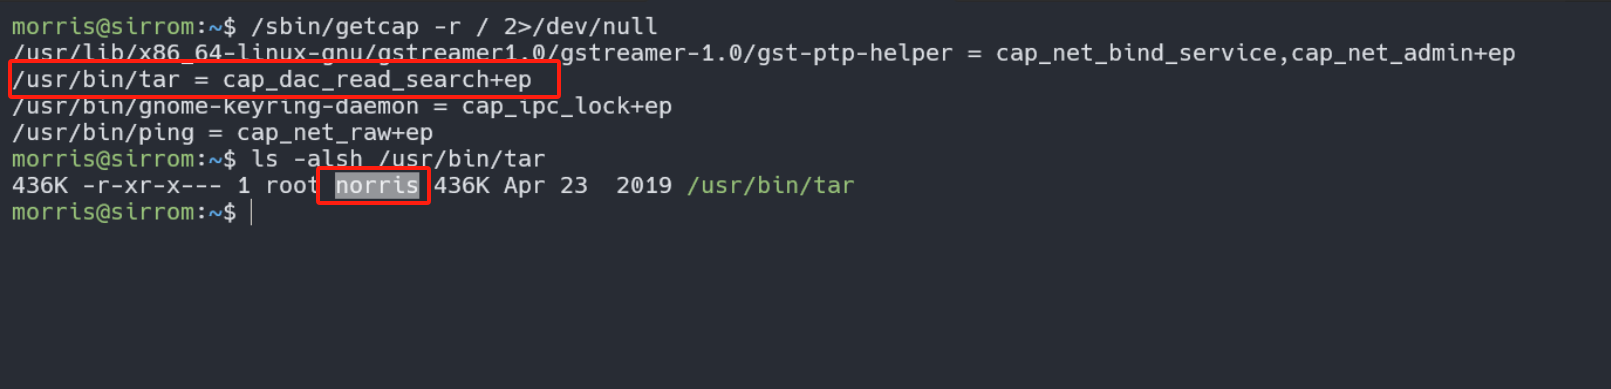 morris@sirrom:~$ /sbin/getcap -r / 2>/dev/null
/usr/lib/x86_64-linux-gnu/gstreamer1.0/gstreamer-1.0/gst-ptp-helper = cap_net_bind_service,cap_net_admin+ep
/usr/bin/tar = cap_dac_read_search+ep
/usr/bin/gnome-keyring-daemon = cap_ipc_lock+ep
/usr/bin/ping = cap_net_raw+ep
morris@sirrom:~$ ls -alsh /usr/bin/tar
436K -r-xr-x--- 1 root norris 436K Apr 23  2019 /usr/bin/tar
morris@sirrom:~$